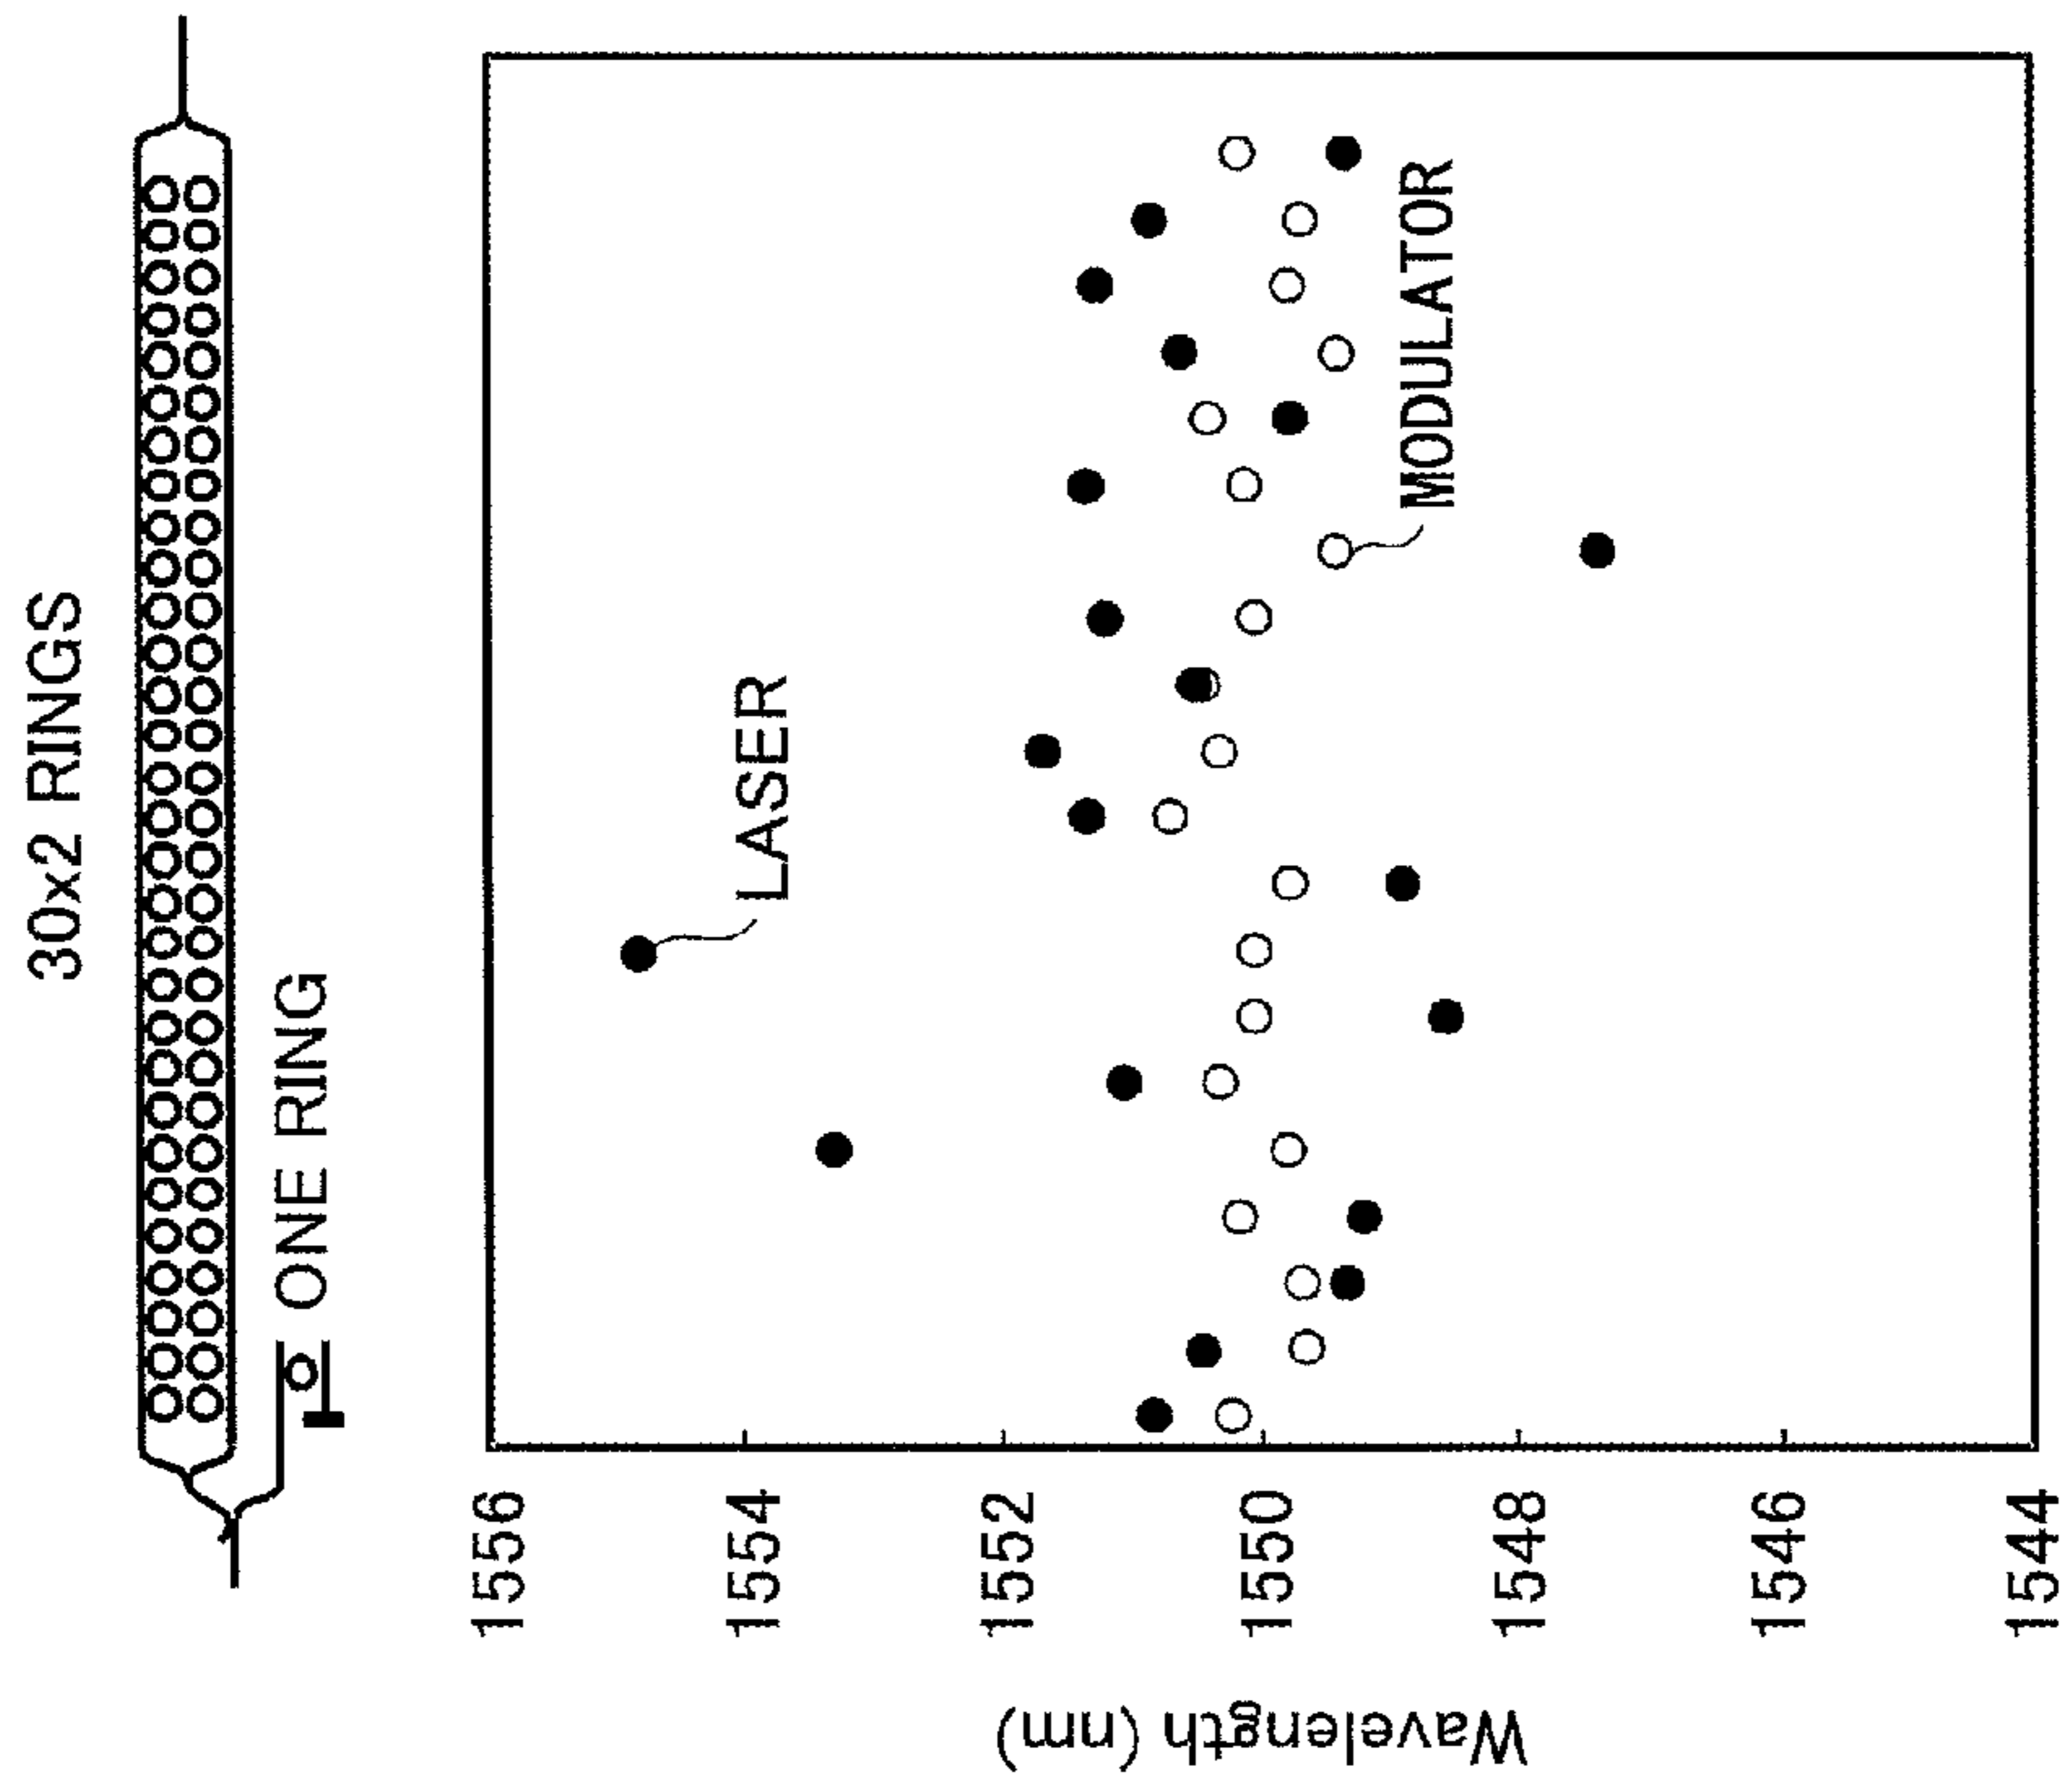 30x2 RINGS
ONE RING
LASER
MODULATOR
1556
1554
1552
1550
1548
1546
1544
Wavelength (nm)